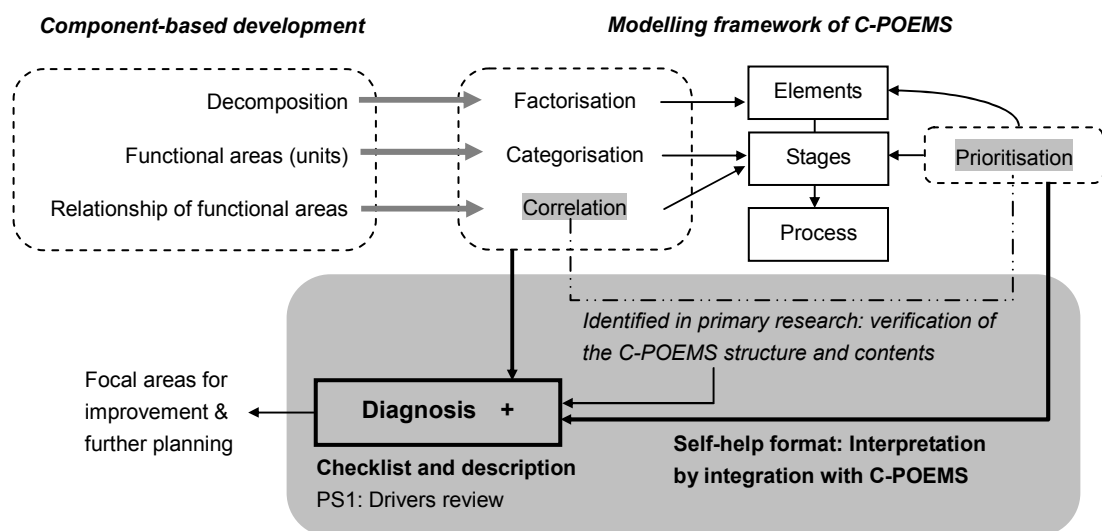 Component-based development
Modelling framework of C-POEMS
Decomposition
Factorisation
Elements
Functional areas (units)
Categorisation
Stages
Prioritisation
Relationship of functional areas
Correlation
Process
Identified in primary research: verification of
the C-POEMS structure and contents
Focal areas for
improvement &
further planning
Diagnosis +
Checklist and description
PS1: Drivers review
Self-help format: Interpretation
by integration with C-POEMS